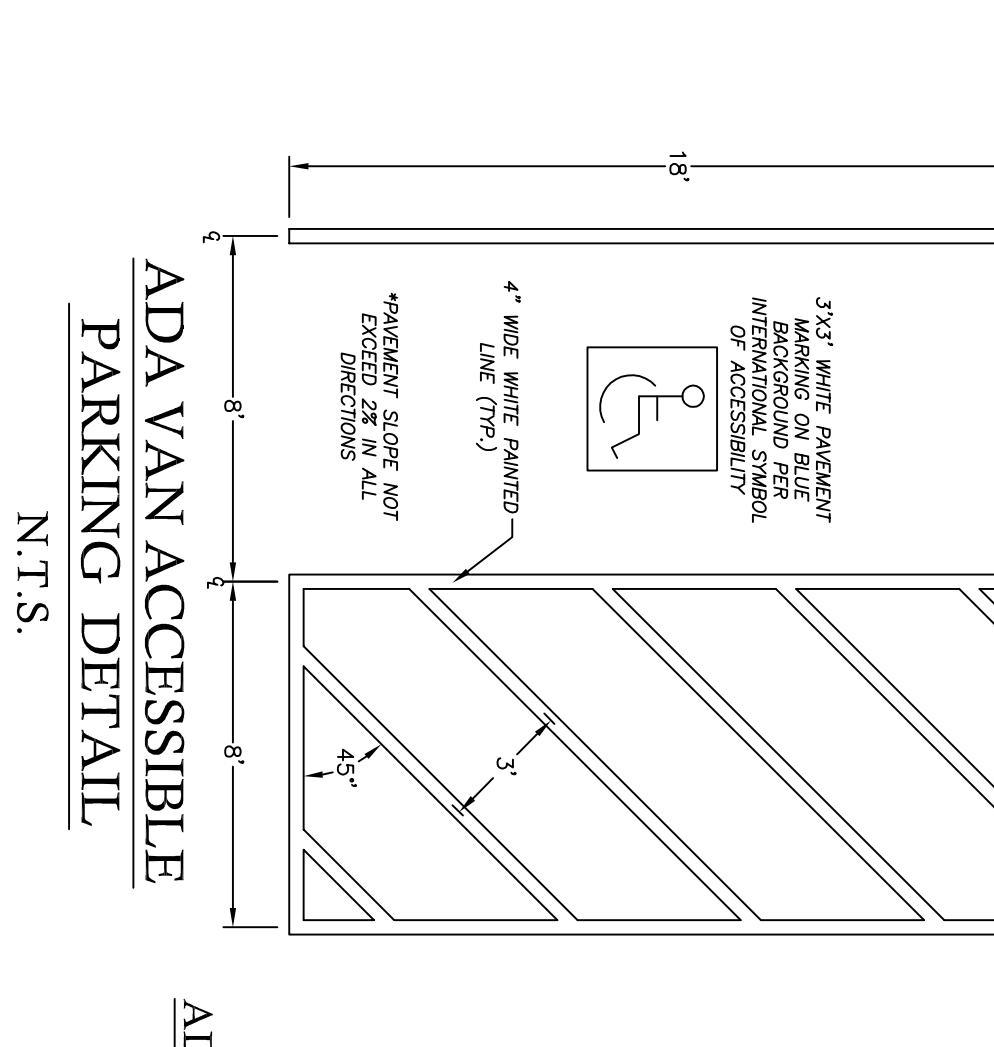 18'
3'X3' WHITE PAVEMENT
MARKING ON BLUE
BACKGROUND PER
INTERNATIONAL SYMBOL
OF ACCESSIBILITY
4" WIDE WHITE PAINTED
LINE (TYP.)
*PAVEMENT SLOPE NOT
EXCEED 2% IN ALL
DIRECTIONS
3'
45°'
℄
8'
℄
8'
ADA VAN ACCESSIBLE
PARKING DETAIL
N.T.S.